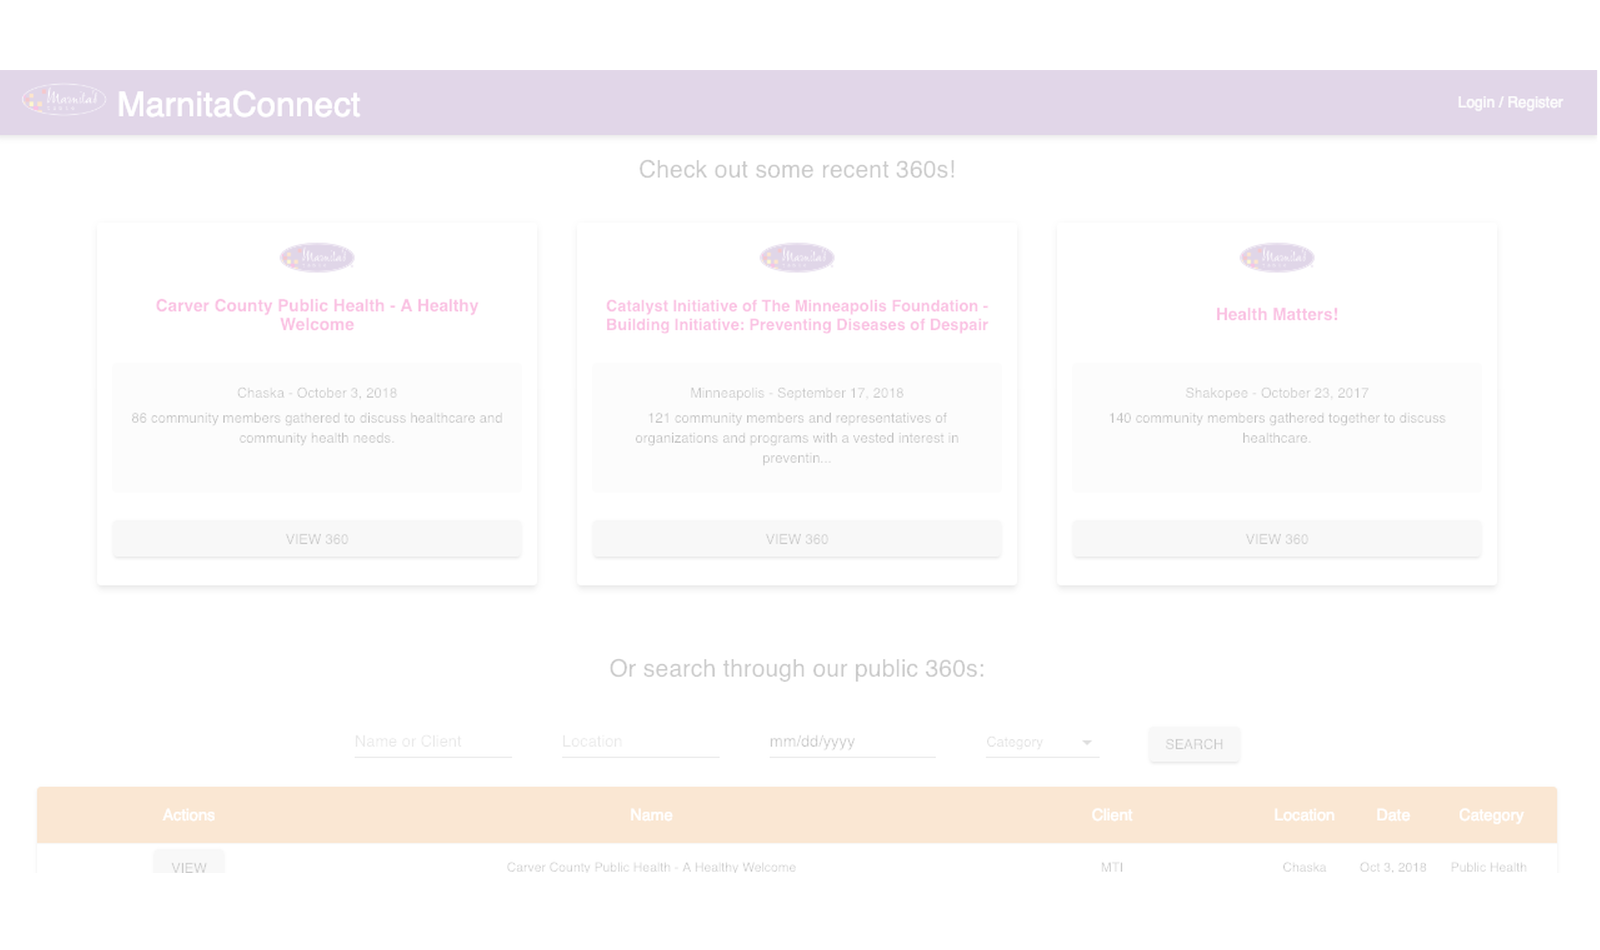 Marnita's
TABLE
MarnitaConnect
Login / Register
Check out some recent 360s!
Marnita's
TABLE
Carver County Public Health - A Healthy
Welcome
Chaska - October 3, 2018
86 community members gathered to discuss healthcare and
community health needs.
VIEW 360
Marnita's
TABLE
Catalyst Initiative of The Minneapolis Foundation -
Building Initiative: Preventing Diseases of Despair
Minneapolis - September 17, 2018
121 community members and representatives of
organizations and programs with a vested interest in
preventin...
VIEW 360
Marnita's
TABLE
Health Matters!
Shakopee - October 23, 2017
140 community members gathered together to discuss
healthcare.
VIEW 360
Or search through our public 360s:
Name or Client Location mm/dd/yyyy Category SEARCH
Actions Name Client Location Date Category
VIEW Carver County Public Health - A Healthy Welcome MTI Chaska Oct 3, 2018 Public Health